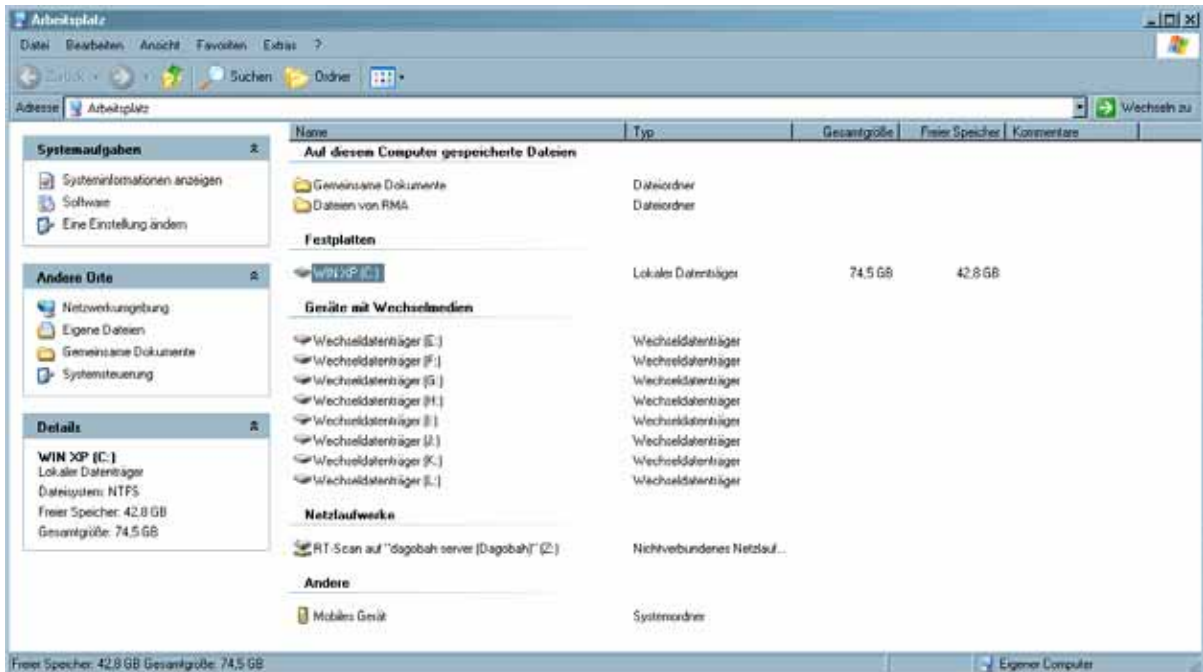 Arbeitsplatz
Datei Bearbeiten Ansicht Favoriten Extras ?
Zurück Suchen Ordner
Adresse Arbeitsplatz Wechseln zu
Systemaufgaben
Systeminformationen anzeigen
Software
Eine Einstellung ändern
Andere Orte
Netzwerkumgebung
Eigene Dateien
Gemeinsame Dokumente
Systemsteuerung
Details
WIN XP (C:)
Lokaler Datenträger
Dateisystem: NTFS
Freier Speicher: 42,8 GB
Gesamtgröße: 74,5 GB
Name Typ Gesamtgröße Freier Speicher Kommentare
Auf diesem Computer gespeicherte Dateien
Gemeinsame Dokumente Dateiordner
Dateien von RMA Dateiordner
Festplatten
WIN XP (C:) Lokaler Datenträger 74,5 GB 42,8 GB
Geräte mit Wechselmedien
Wechseldatenträger (E:) Wechseldatenträger
Wechseldatenträger (F:) Wechseldatenträger
Wechseldatenträger (G:) Wechseldatenträger
Wechseldatenträger (H:) Wechseldatenträger
Wechseldatenträger (I:) Wechseldatenträger
Wechseldatenträger (J:) Wechseldatenträger
Wechseldatenträger (K:) Wechseldatenträger
Wechseldatenträger (L:) Wechseldatenträger
Netzlaufwerke
RT-Scan auf "dagobah server (Dagobah)" (Z:) Nichtverbundenes Netzlauf...
Andere
Mobiles Gerät Systemordner
Freier Speicher: 42,8 GB Gesamtgröße: 74,5 GB Eigener Computer